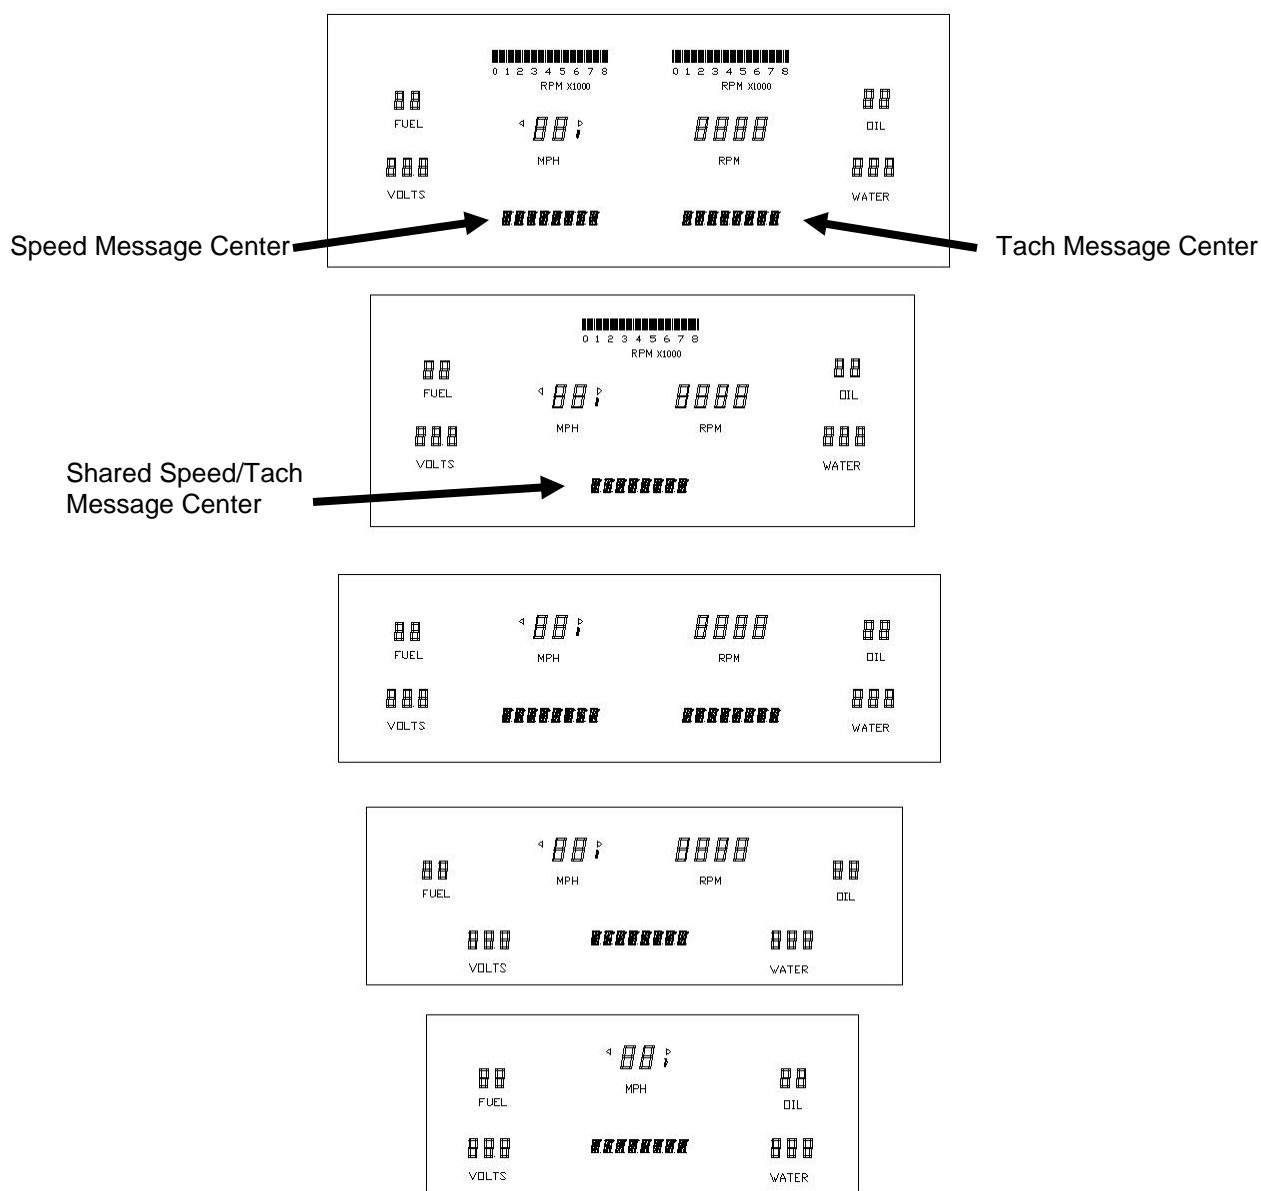 0 1 2 3 4 5 6 7 8
RPM X1000
0 1 2 3 4 5 6 7 8
RPM X1000
FUEL
MPH
RPM
OIL
VOLTS
WATER
Speed Message Center
Tach Message Center
0 1 2 3 4 5 6 7 8
RPM X1000
FUEL
MPH
RPM
OIL
VOLTS
WATER
Shared Speed/Tach
Message Center
FUEL
MPH
RPM
OIL
VOLTS
WATER
FUEL
MPH
RPM
OIL
VOLTS
WATER
FUEL
MPH
OIL
VOLTS
WATER